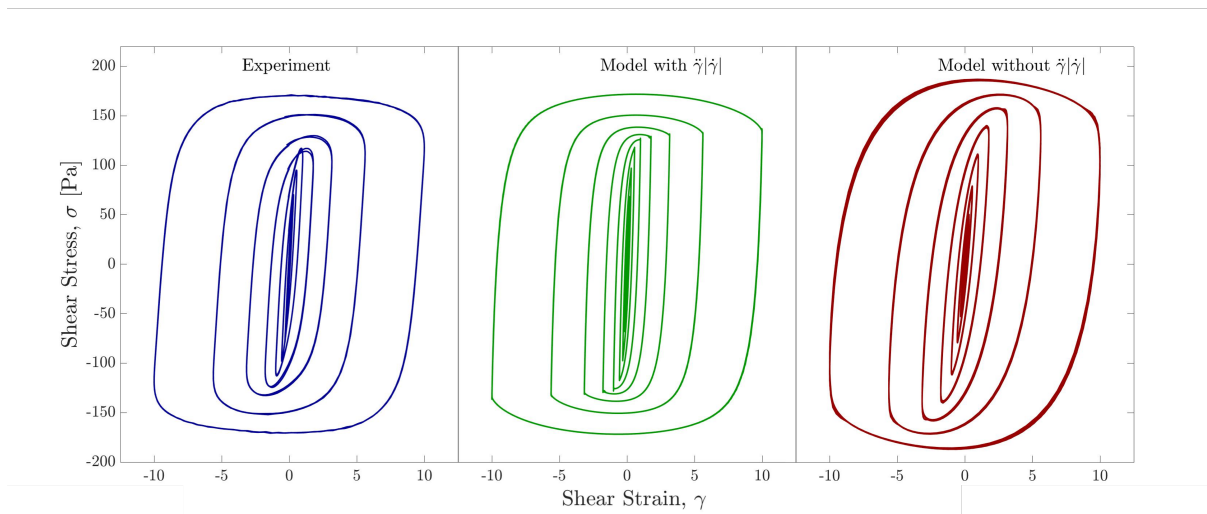 Experiment
Model with γ̈|γ̇|
Model without γ̈|γ̇|
Shear Stress, σ [Pa]
200
150
100
50
0
-50
-100
-150
-200
-10 -5 0 5 10
-10 -5 0 5 10
-10 -5 0 5 10
Shear Strain, γ